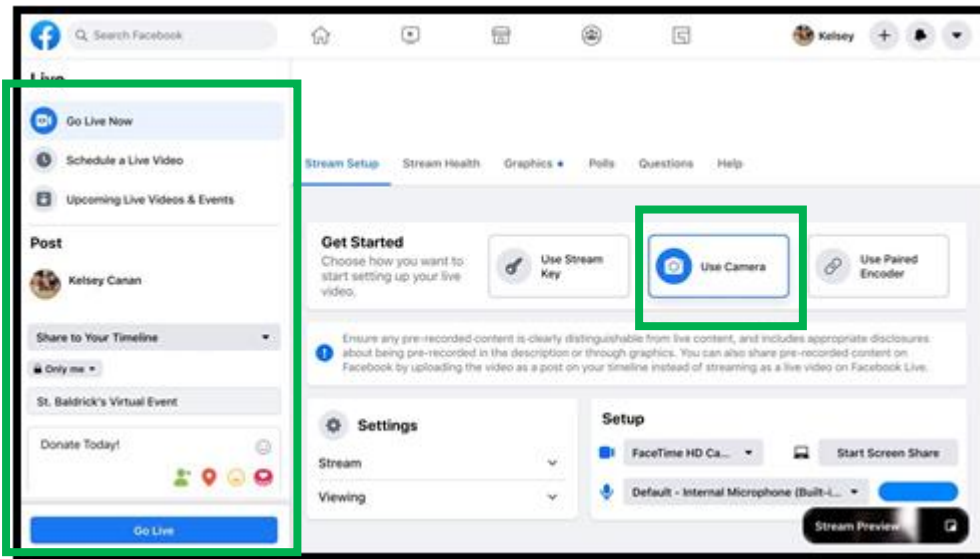 Search Facebook
Kelsey
Live
Go Live Now
Schedule a Live Video
Upcoming Live Videos & Events
Post
Kelsey Canan
Share to Your Timeline
Only me
St. Baldrick's Virtual Event
Donate Today!
Go Live
Stream Setup Stream Health Graphics • Polls Questions Help
Get Started
Choose how you want to
start setting up your live
video.
Use Stream
Key
Use Camera
Use Paired
Encoder
Ensure any pre-recorded content is clearly distinguishable from live content, and includes appropriate disclosures
about being pre-recorded in the description or through graphics. You can also share pre-recorded content on
Facebook by uploading the video as a post on your timeline instead of streaming as a live video on Facebook Live.
Settings
Stream
Viewing
Setup
FaceTime HD Ca...
Start Screen Share
Default - Internal Microphone (Built-i...
Stream Preview